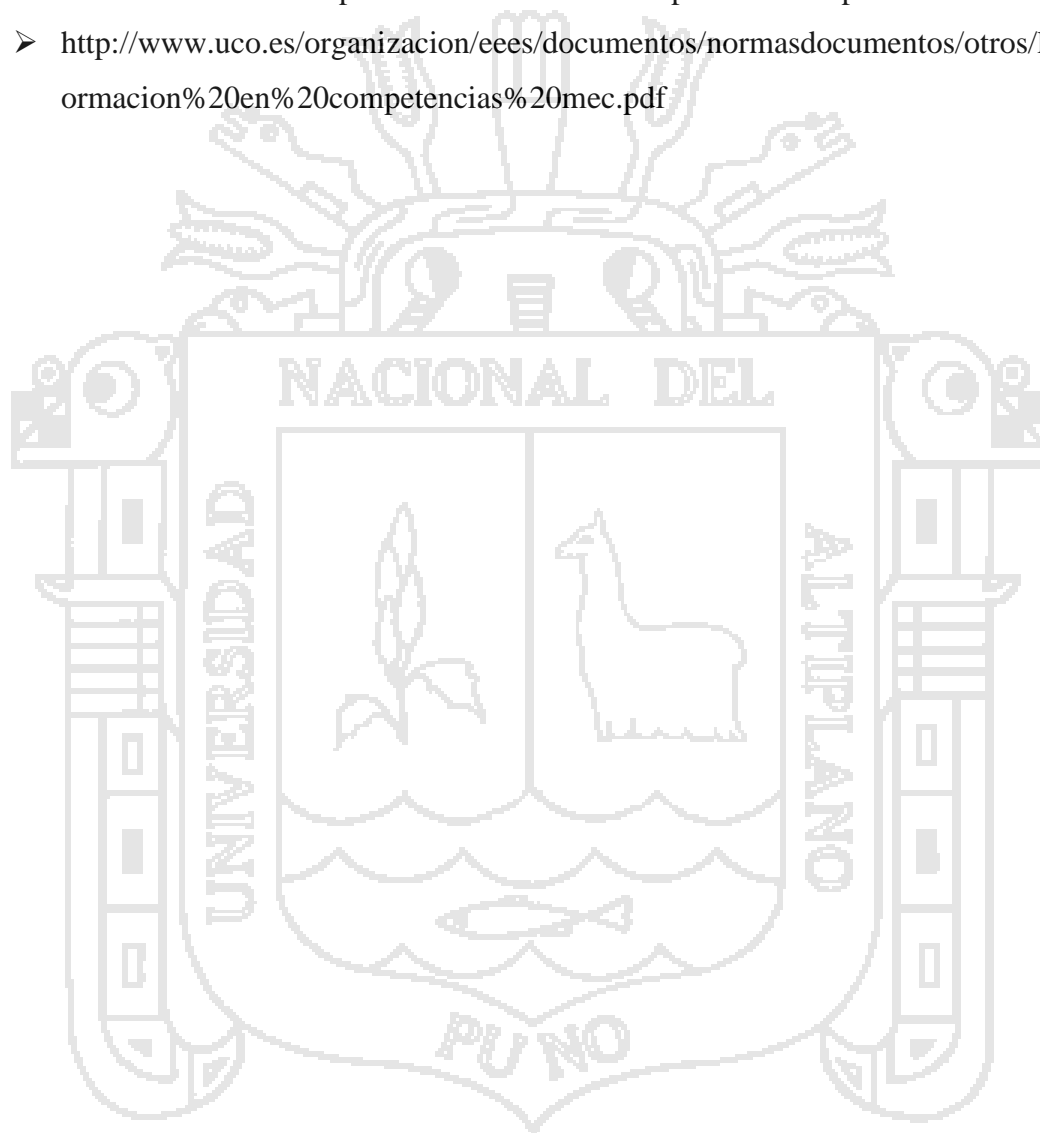 ➢ http://www.uco.es/organizacion/eees/documentos/normasdocumentos/otros/
ormacion%20en%20competencias%20mec.pdf
NACIONAL DEL
UNIVERSIDAD
ALTIPLANO
PUNO